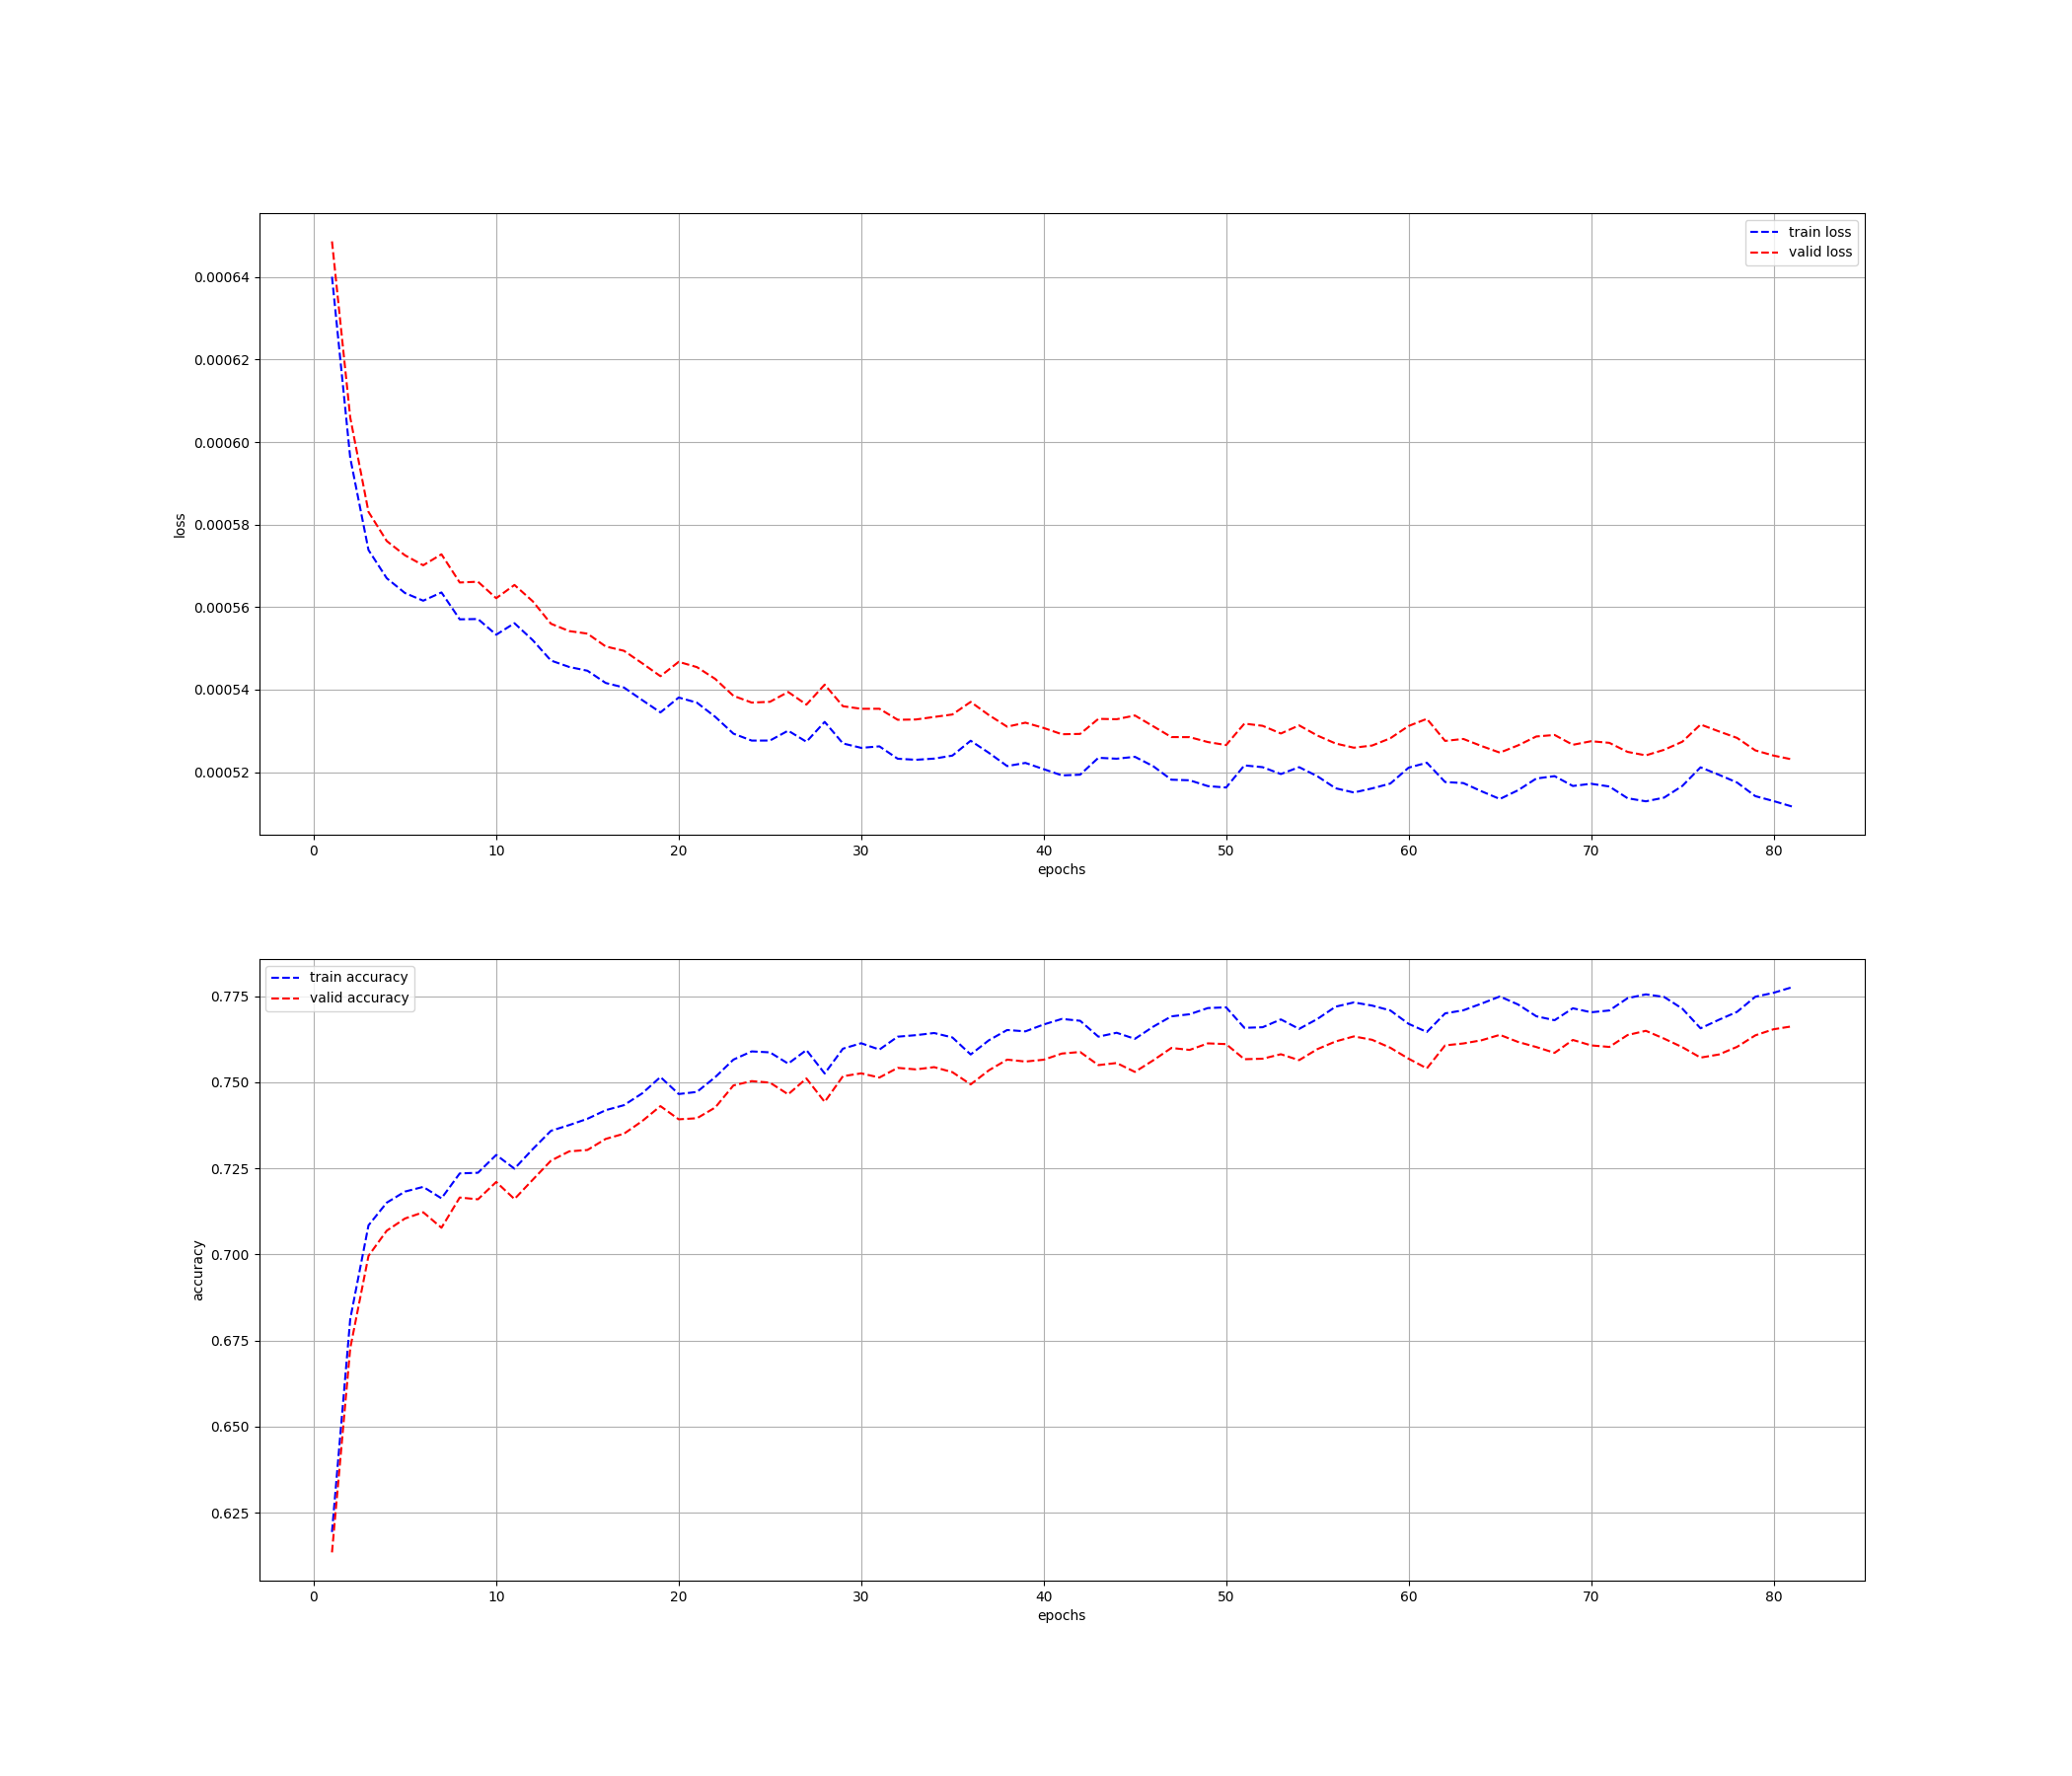 train loss
valid loss
0.00064
0.00062
0.00060
0.00058
0.00056
0.00054
0.00052
loss
0 10 20 30 40 50 60 70 80
epochs
train accuracy
valid accuracy
0.775
0.750
0.725
0.700
0.675
0.650
0.625
accuracy
0 10 20 30 40 50 60 70 80
epochs